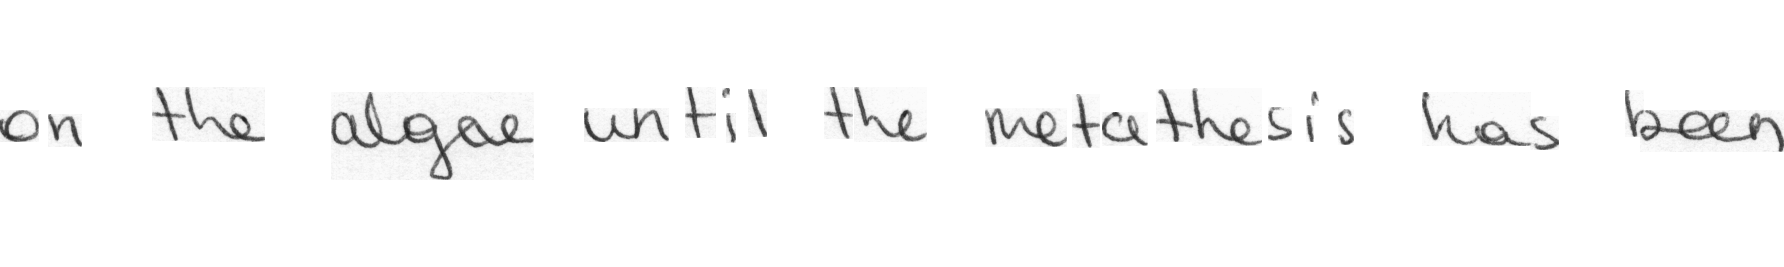 on the algae until the metathesis has been